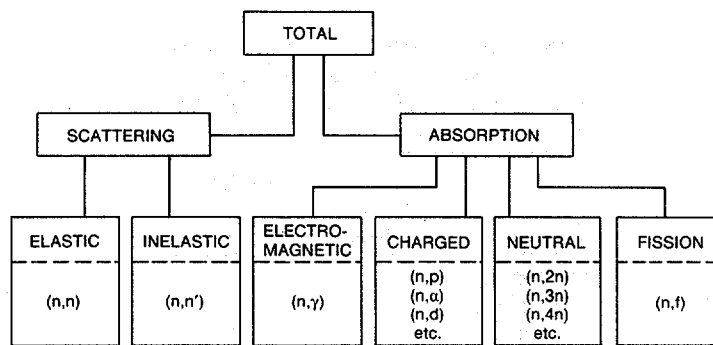 TOTAL
SCATTERING
ABSORPTION
ELASTIC
(n,n)
INELASTIC
(n,n′)
ELECTRO-
MAGNETIC
(n,γ)
CHARGED
(n,p)
(n,α)
(n,d)
etc.
NEUTRAL
(n,2n)
(n,3n)
(n,4n)
etc.
FISSION
(n,f)